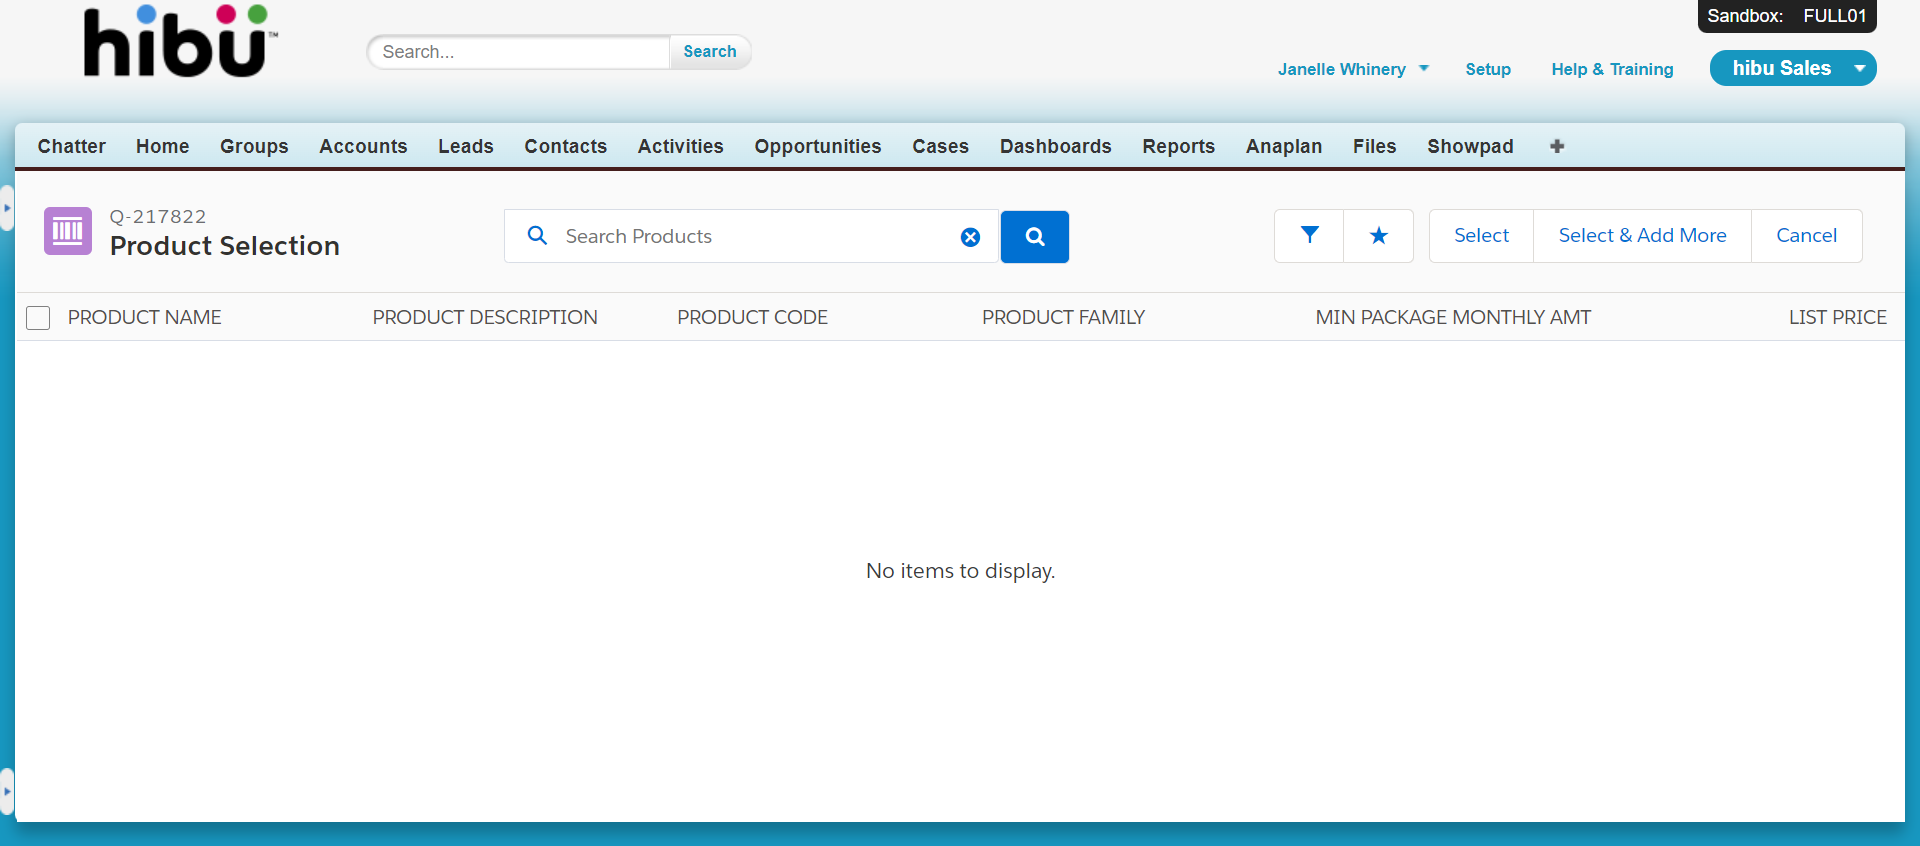 hibu™
Search...
Search
Sandbox: FULL01
Janelle Whinery
Setup
Help & Training
hibu Sales
Chatter Home Groups Accounts Leads Contacts Activities Opportunities Cases Dashboards Reports Anaplan Files Showpad
Q-217822
Product Selection
Search Products
Select
Select & Add More
Cancel
PRODUCT NAME PRODUCT DESCRIPTION PRODUCT CODE PRODUCT FAMILY MIN PACKAGE MONTHLY AMT LIST PRICE
No items to display.